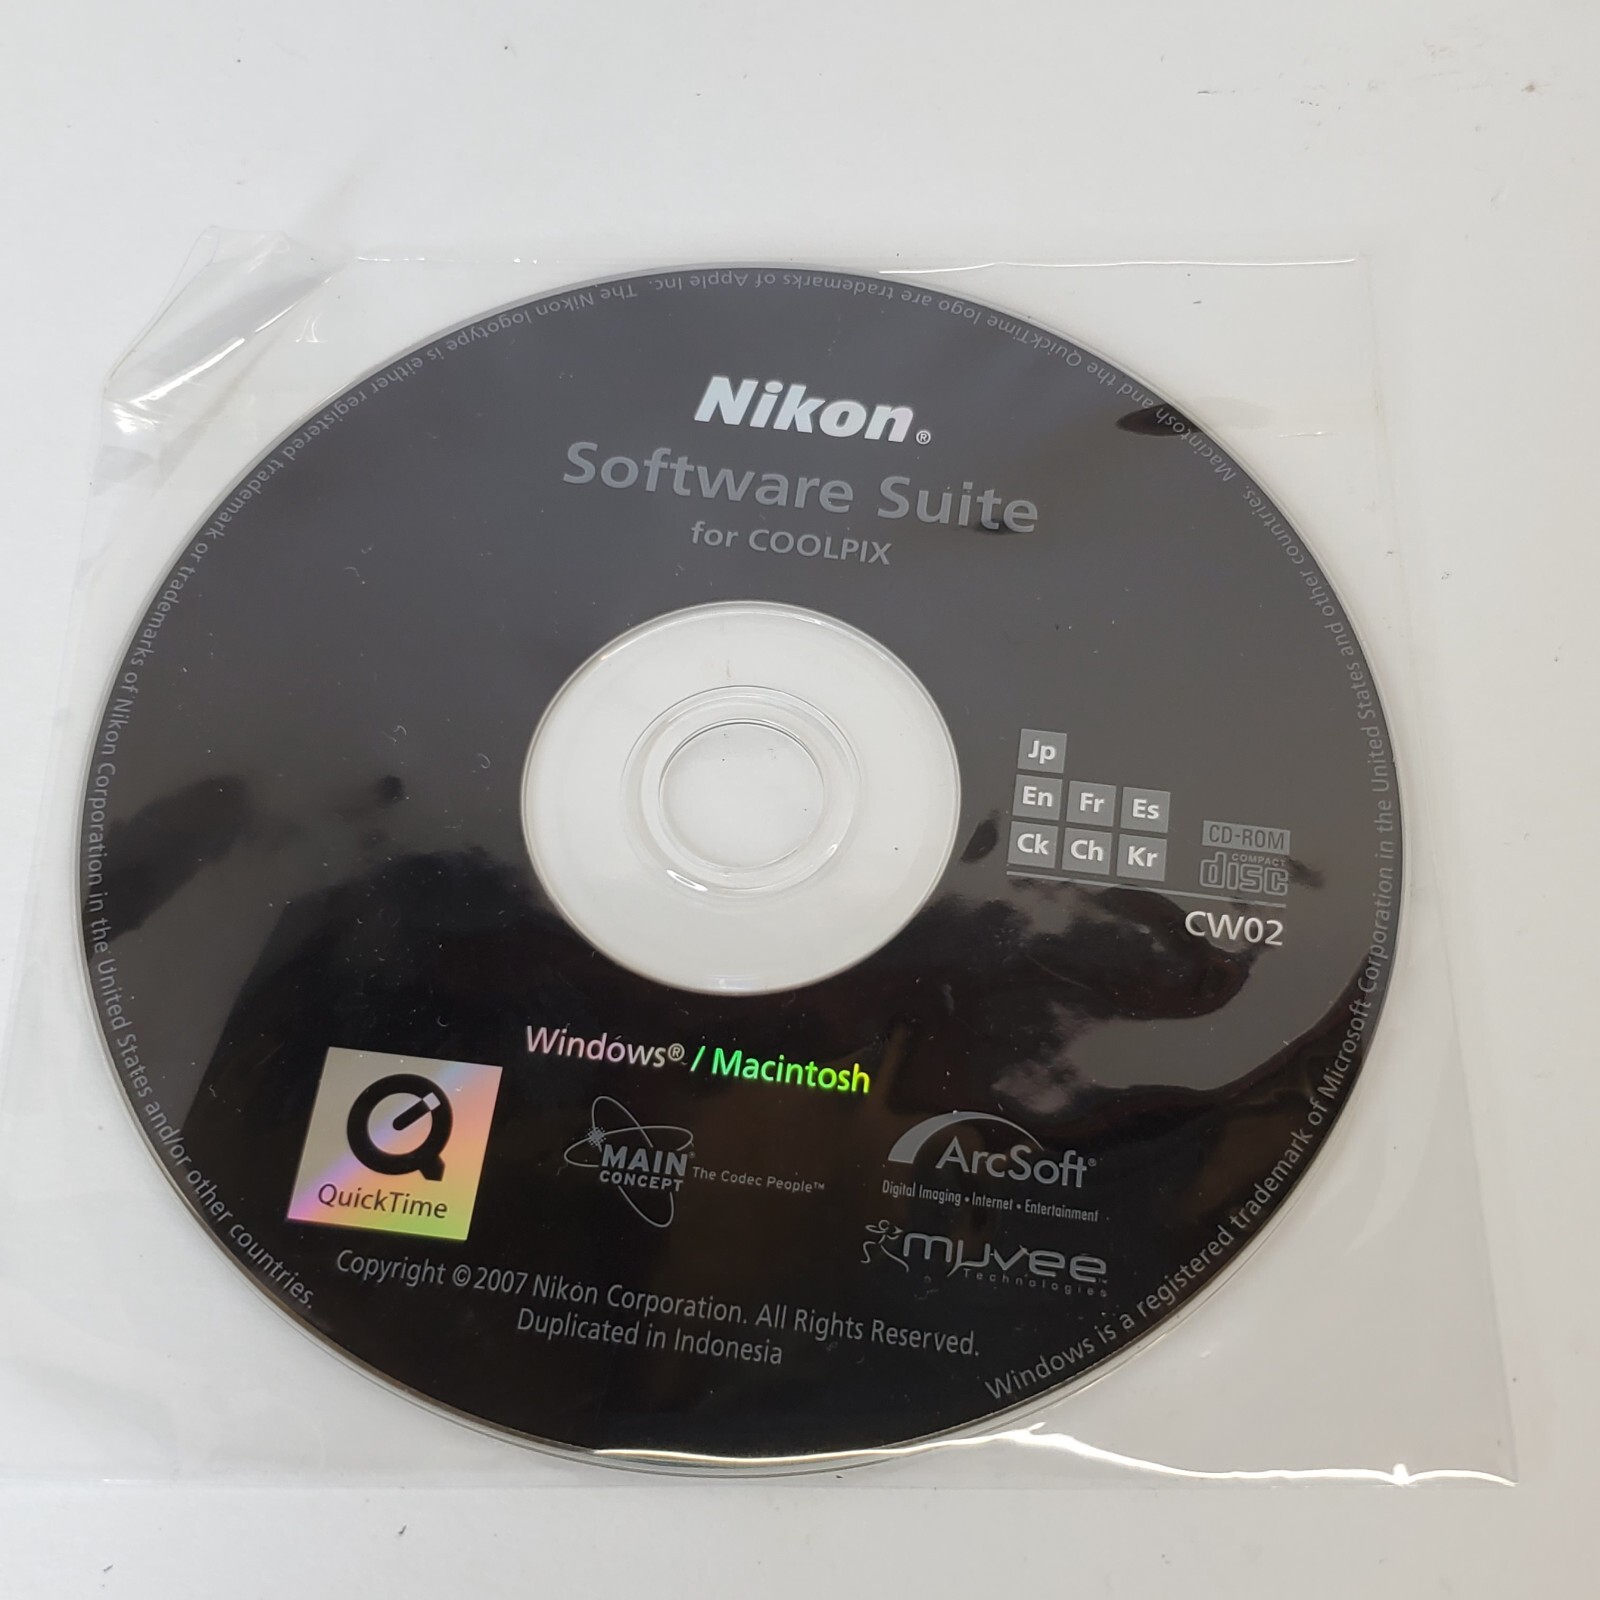 Nikon®
Software Suite
for COOLPIX
Jp
En Fr Es
Ck Ch Kr
CD-ROM
COMPACT
disc
CW02
Windows® / Macintosh
QuickTime
MAIN®
CONCEPT
The Codec People™
ArcSoft®
Digital Imaging • Internet • Entertainment
muvee™
Technologies
Copyright © 2007 Nikon Corporation. All Rights Reserved.
Duplicated in Indonesia
Macintosh and the QuickTime logo are trademarks of Apple Inc. The Nikon logotype is either registered trademark or trademarks of Nikon Corporation in the United States and/or other countries.
Windows is a registered trademark of Microsoft Corporation in the United States and other countries.